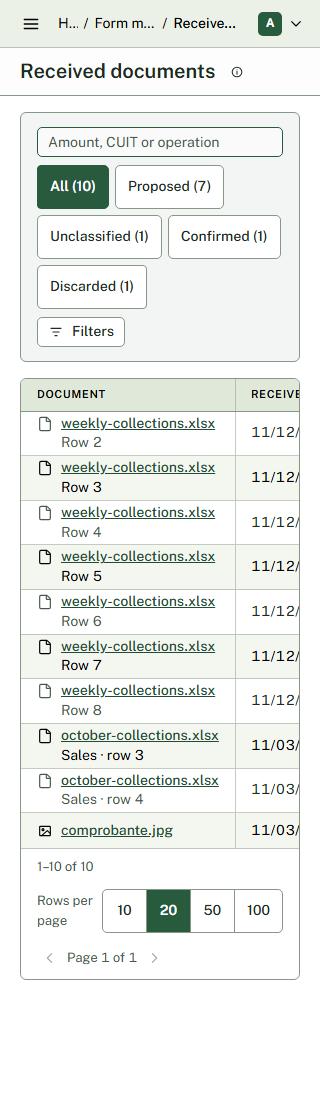 H... / Form m... / Receive... A
Received documents
Amount, CUIT or operation
All (10) Proposed (7)
Unclassified (1) Confirmed (1)
Discarded (1)
Filters
DOCUMENT RECEIVE
weekly-collections.xlsx
Row 2
11/12/
weekly-collections.xlsx
Row 3
11/12/
weekly-collections.xlsx
Row 4
11/12/
weekly-collections.xlsx
Row 5
11/12/
weekly-collections.xlsx
Row 6
11/12/
weekly-collections.xlsx
Row 7
11/12/
weekly-collections.xlsx
Row 8
11/12/
october-collections.xlsx
Sales · row 3
11/03/
october-collections.xlsx
Sales · row 4
11/03/
comprobante.jpg 11/03/
1–10 of 10
Rows per page 10 20 50 100
Page 1 of 1